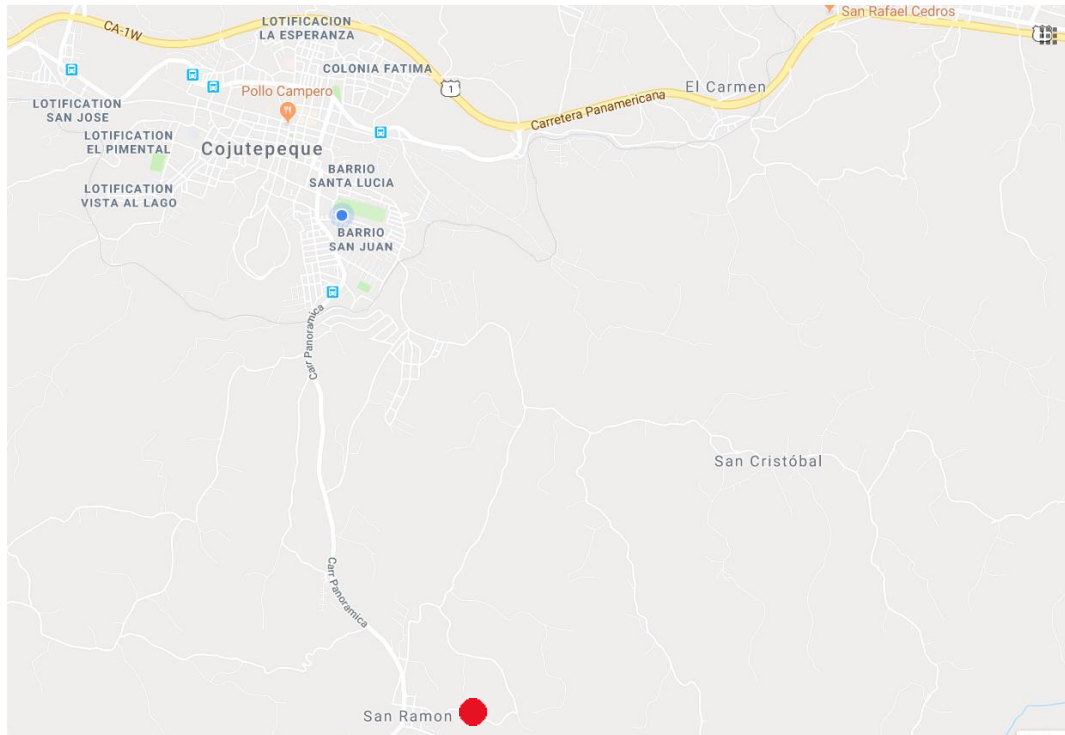 San Rafael Cedros
CA-1W
LOTIFICACION
LA ESPERANZA
COLONIA FATIMA
El Carmen
1
Pollo Campero
Carretera Panamericana
LOTIFICATION
SAN JOSE
LOTIFICATION
EL PIMENTAL
Cojutepeque
BARRIO
SANTA LUCIA
LOTIFICATION
VISTA AL LAGO
BARRIO
SAN JUAN
Carr Panoramica
San Cristóbal
Carr Panoramica
San Ramon